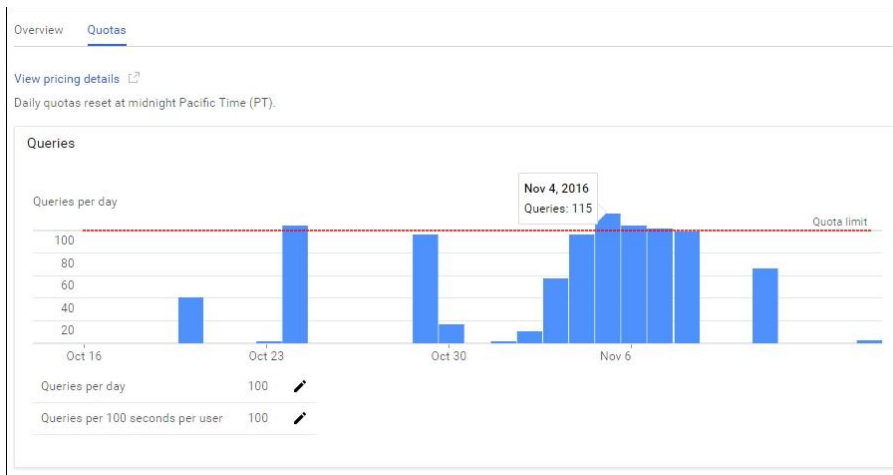 Overview Quotas
View pricing details
Daily quotas reset at midnight Pacific Time (PT).
Queries
Nov 4, 2016
Queries: 115
Queries per day
Quota limit
100
80
60
40
20
Oct 16 Oct 23 Oct 30 Nov 6
Queries per day 100
Queries per 100 seconds per user 100